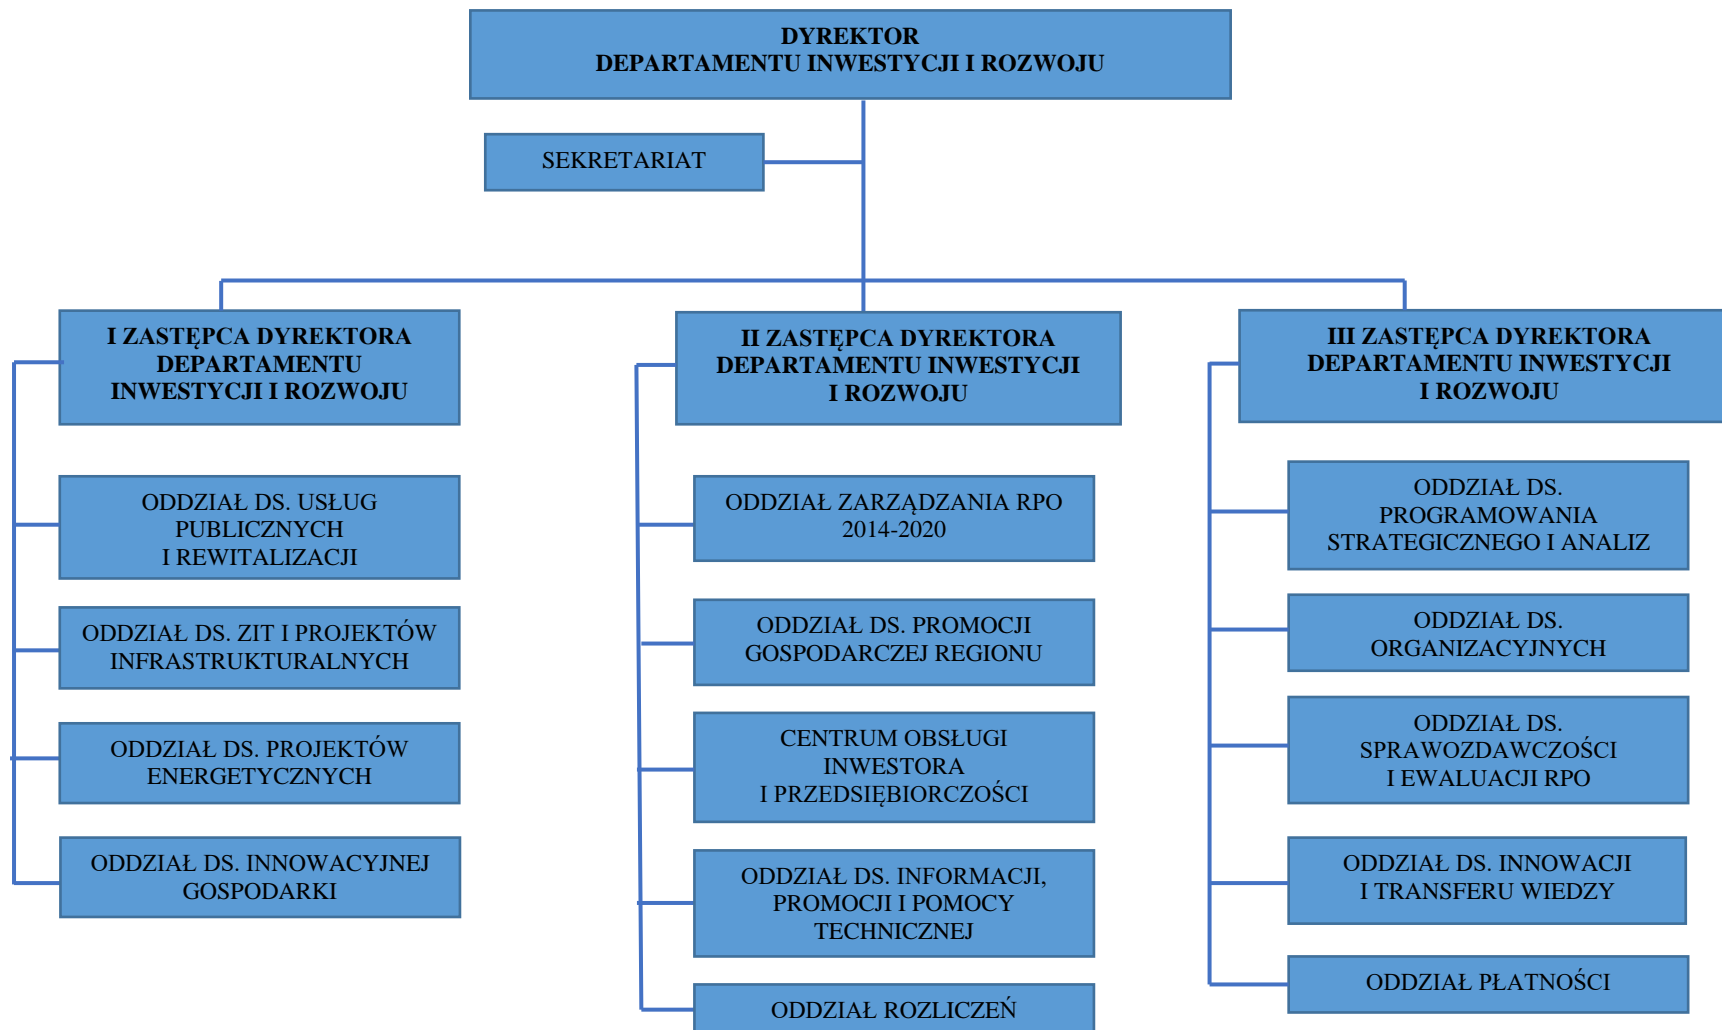 DYREKTOR
DEPARTAMENTU INWESTYCJI I ROZWOJU
SEKRETARIAT
I ZASTĘPCA DYREKTORA
DEPARTAMENTU
INWESTYCJI I ROZWOJU
ODDZIAŁ DS. USŁUG
PUBLICZNYCH
I REWITALIZACJI
ODDZIAŁ DS. ZIT I PROJEKTÓW
INFRASTRUKTURALNYCH
ODDZIAŁ DS. PROJEKTÓW
ENERGETYCZNYCH
ODDZIAŁ DS. INNOWACYJNEJ
GOSPODARKI
II ZASTĘPCA DYREKTORA
DEPARTAMENTU INWESTYCJI
I ROZWOJU
ODDZIAŁ ZARZĄDZANIA RPO
2014-2020
ODDZIAŁ DS. PROMOCJI
GOSPODARCZEJ REGIONU
CENTRUM OBSŁUGI
INWESTORA
I PRZEDSIĘBIORCZOŚCI
ODDZIAŁ DS. INFORMACJI,
PROMOCJI I POMOCY
TECHNICZNEJ
ODDZIAŁ ROZLICZEŃ
III ZASTĘPCA DYREKTORA
DEPARTAMENTU INWESTYCJI
I ROZWOJU
ODDZIAŁ DS.
PROGRAMOWANIA
STRATEGICZNEGO I ANALIZ
ODDZIAŁ DS.
ORGANIZACYJNYCH
ODDZIAŁ DS.
SPRAWOZDAWCZOŚCI
I EWALUACJI RPO
ODDZIAŁ DS. INNOWACJI
I TRANSFERU WIEDZY
ODDZIAŁ PŁATNOŚCI